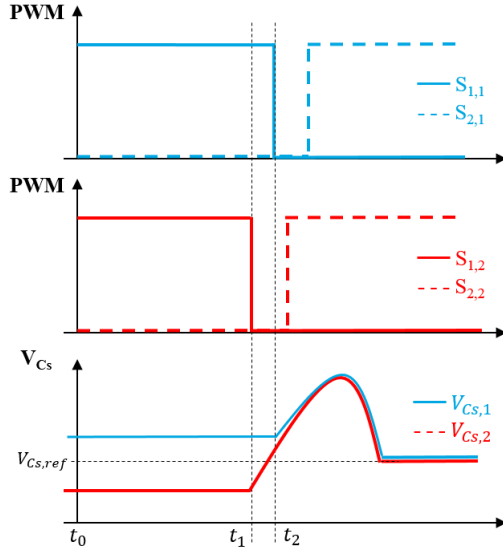 PWM
S1,1
S2,1
PWM
S1,2
S2,2
VCs
VCs,1
VCs,2
VCs,ref
t0
t1
t2